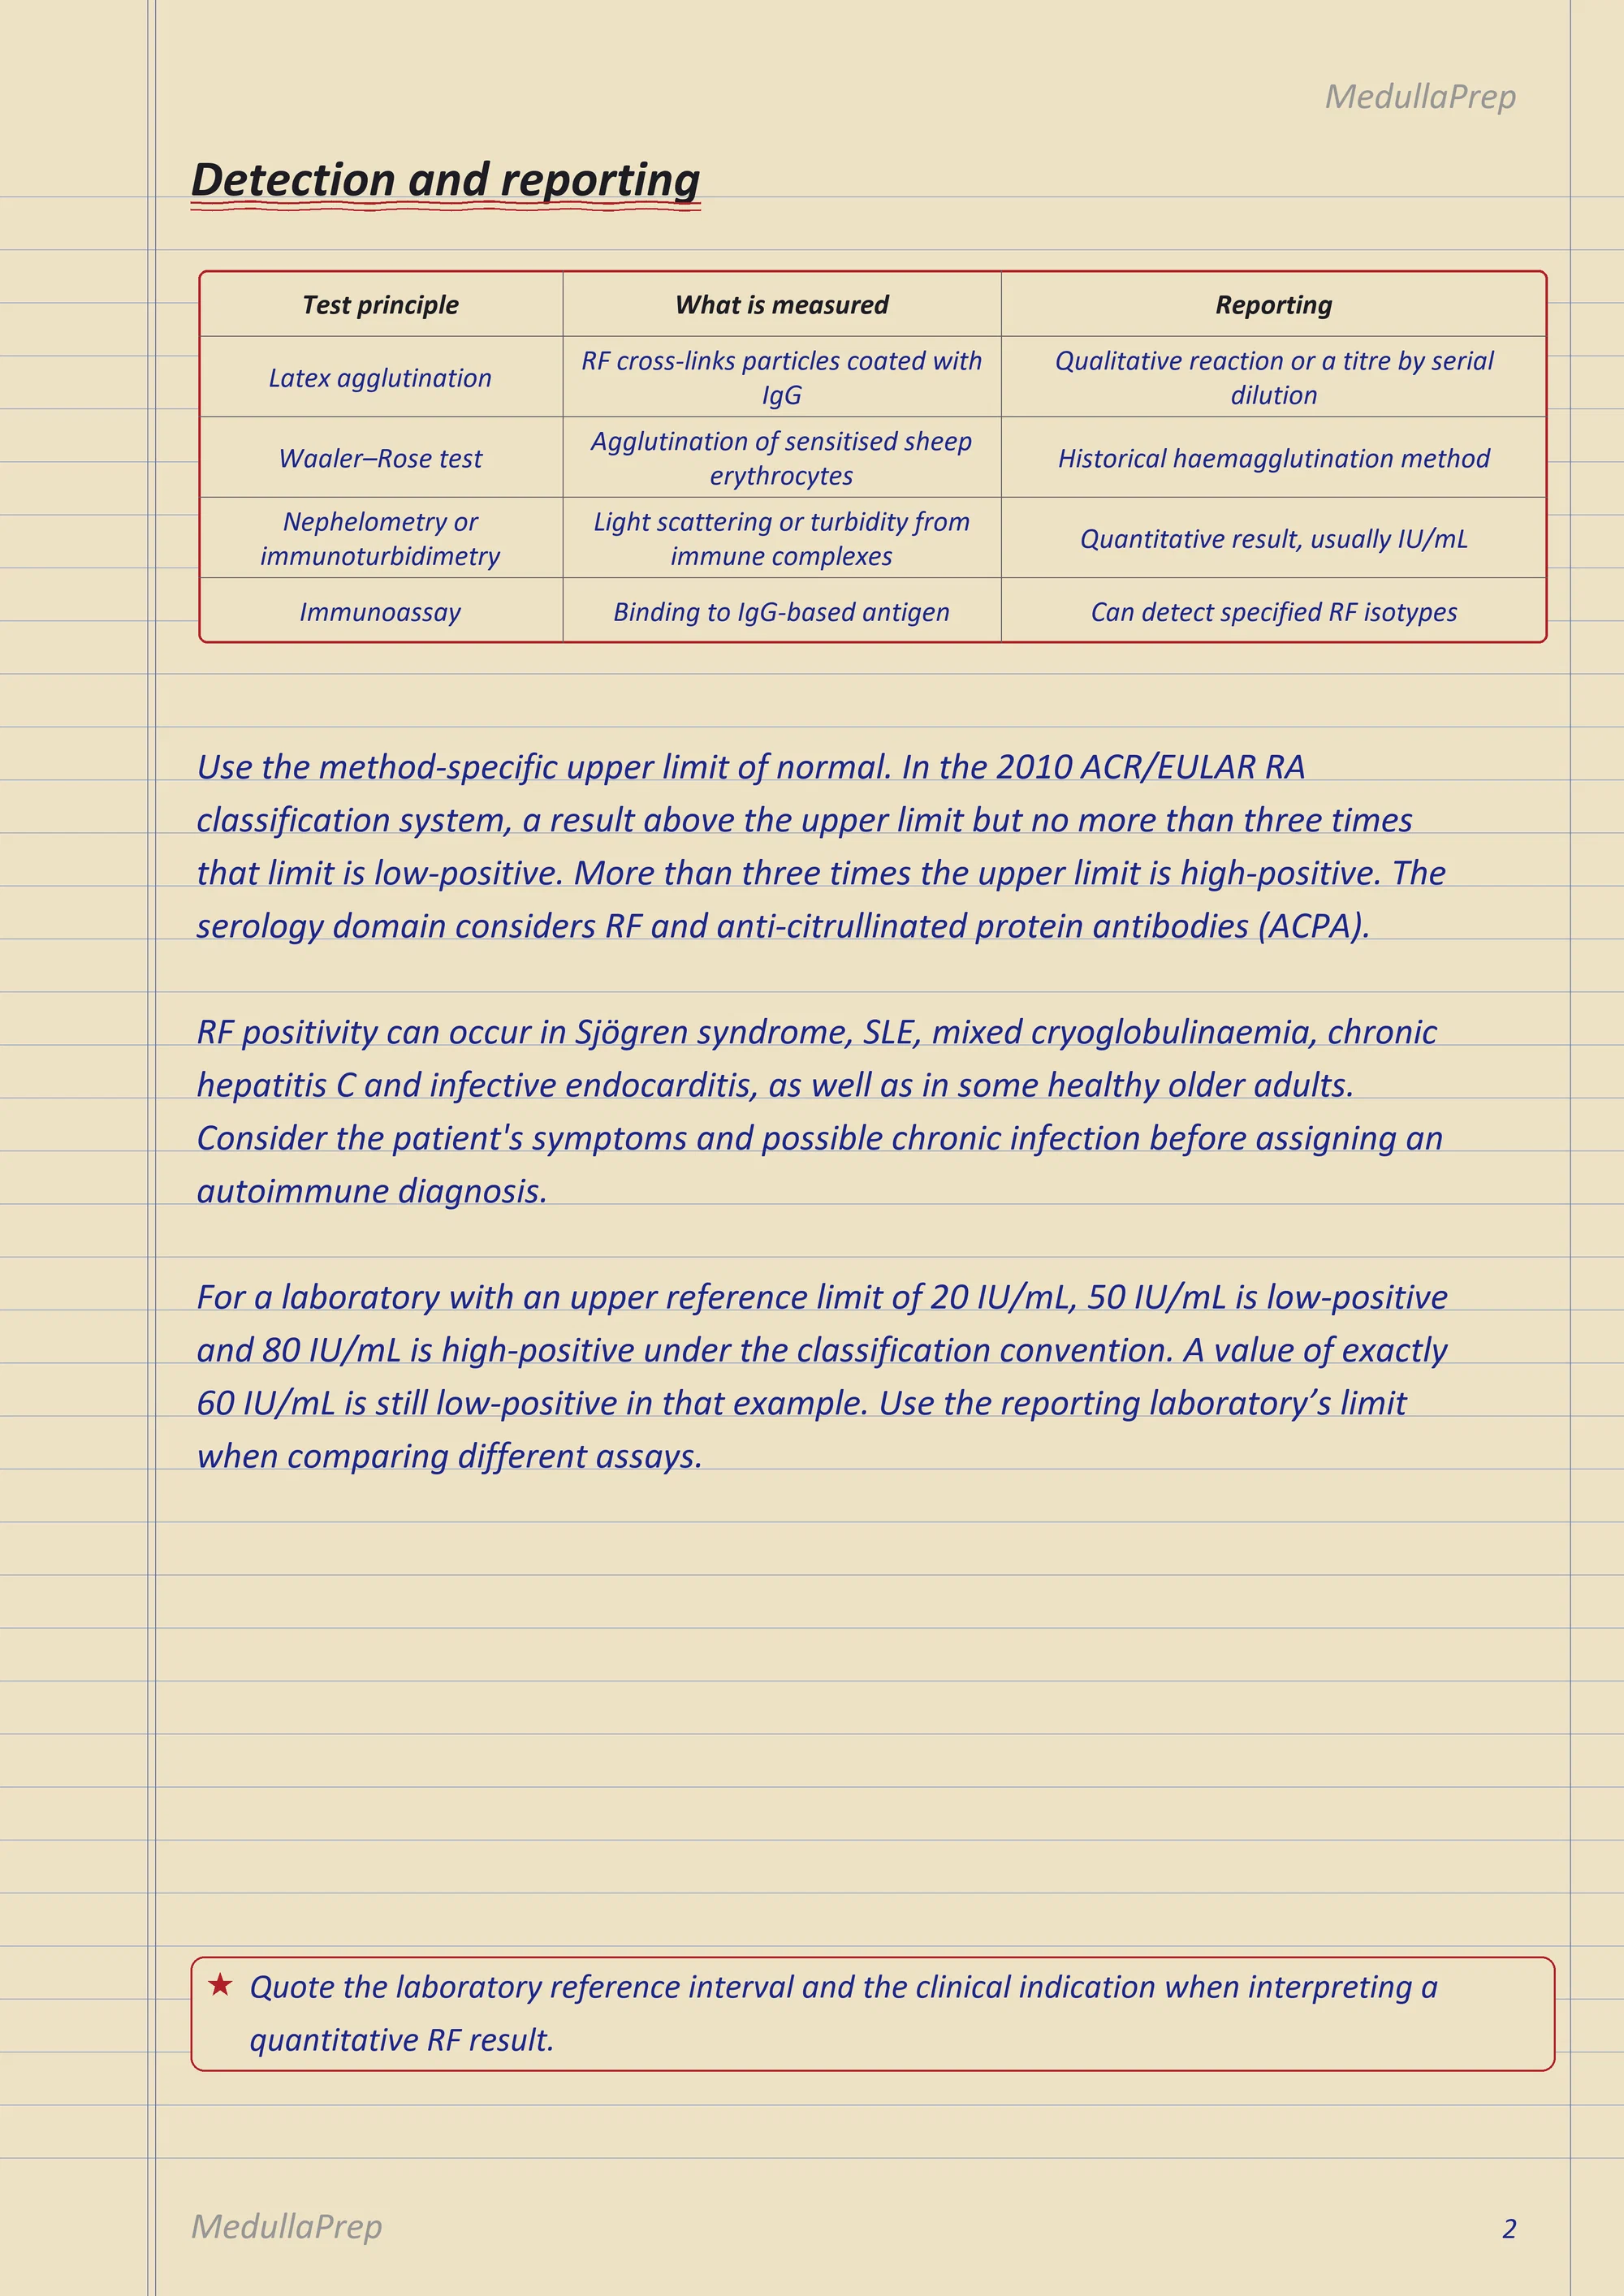 MedullaPrep
Detection and reporting
Test principle What is measured Reporting
Latex agglutination RF cross-links particles coated with IgG Qualitative reaction or a titre by serial dilution
Waaler–Rose test Agglutination of sensitised sheep erythrocytes Historical haemagglutination method
Nephelometry or immunoturbidimetry Light scattering or turbidity from immune complexes Quantitative result, usually IU/mL
Immunoassay Binding to IgG-based antigen Can detect specified RF isotypes
Use the method-specific upper limit of normal. In the 2010 ACR/EULAR RA
classification system, a result above the upper limit but no more than three times
that limit is low-positive. More than three times the upper limit is high-positive. The
serology domain considers RF and anti-citrullinated protein antibodies (ACPA).
RF positivity can occur in Sjögren syndrome, SLE, mixed cryoglobulinaemia, chronic
hepatitis C and infective endocarditis, as well as in some healthy older adults.
Consider the patient's symptoms and possible chronic infection before assigning an
autoimmune diagnosis.
For a laboratory with an upper reference limit of 20 IU/mL, 50 IU/mL is low-positive
and 80 IU/mL is high-positive under the classification convention. A value of exactly
60 IU/mL is still low-positive in that example. Use the reporting laboratory’s limit
when comparing different assays.
★ Quote the laboratory reference interval and the clinical indication when interpreting a
quantitative RF result.
MedullaPrep 2